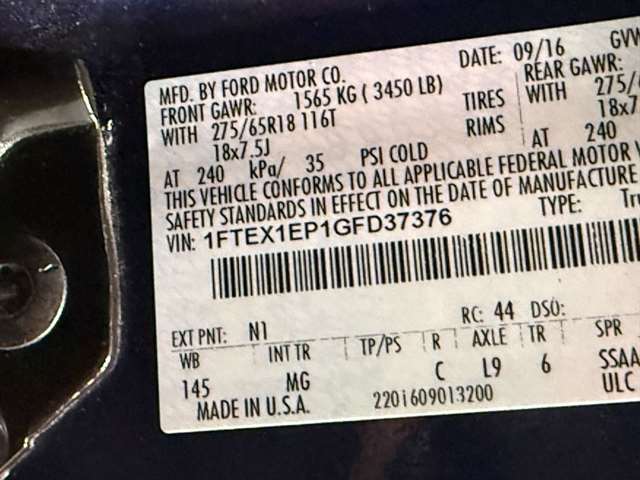 MFD. BY FORD MOTOR CO. DATE: 09/16 GVW
FRONT GAWR: 1565 KG ( 3450 LB) REAR GAWR:
WITH 275/65R18 116T TIRES WITH 275/6
18x7.5J RIMS 18x7
AT 240 kPa/ 35 PSI COLD AT 240
THIS VEHICLE CONFORMS TO ALL APPLICABLE FEDERAL MOTOR V
SAFETY STANDARDS IN EFFECT ON THE DATE OF MANUFACTURE
VIN: 1FTEX1EP1GFD37376 TYPE: Tru
EXT PNT: N1 RC: 44 DSO:
WB INT TR TP/PS R AXLE TR SPR
145 MG C L9 6 SSAA
MADE IN U.S.A. 220i609013200 ULC